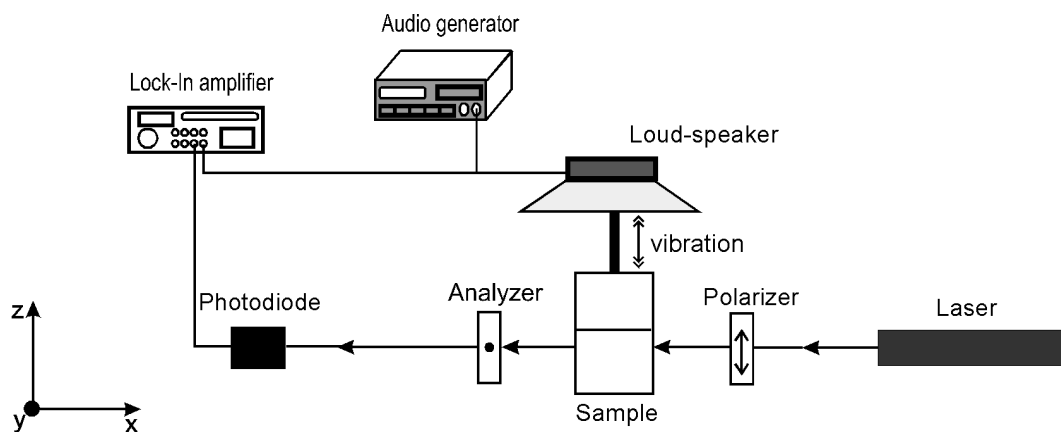 Audio generator
Lock-In amplifier
Loud-speaker
vibration
Photodiode
Analyzer
Polarizer
Laser
Sample
z
y
x